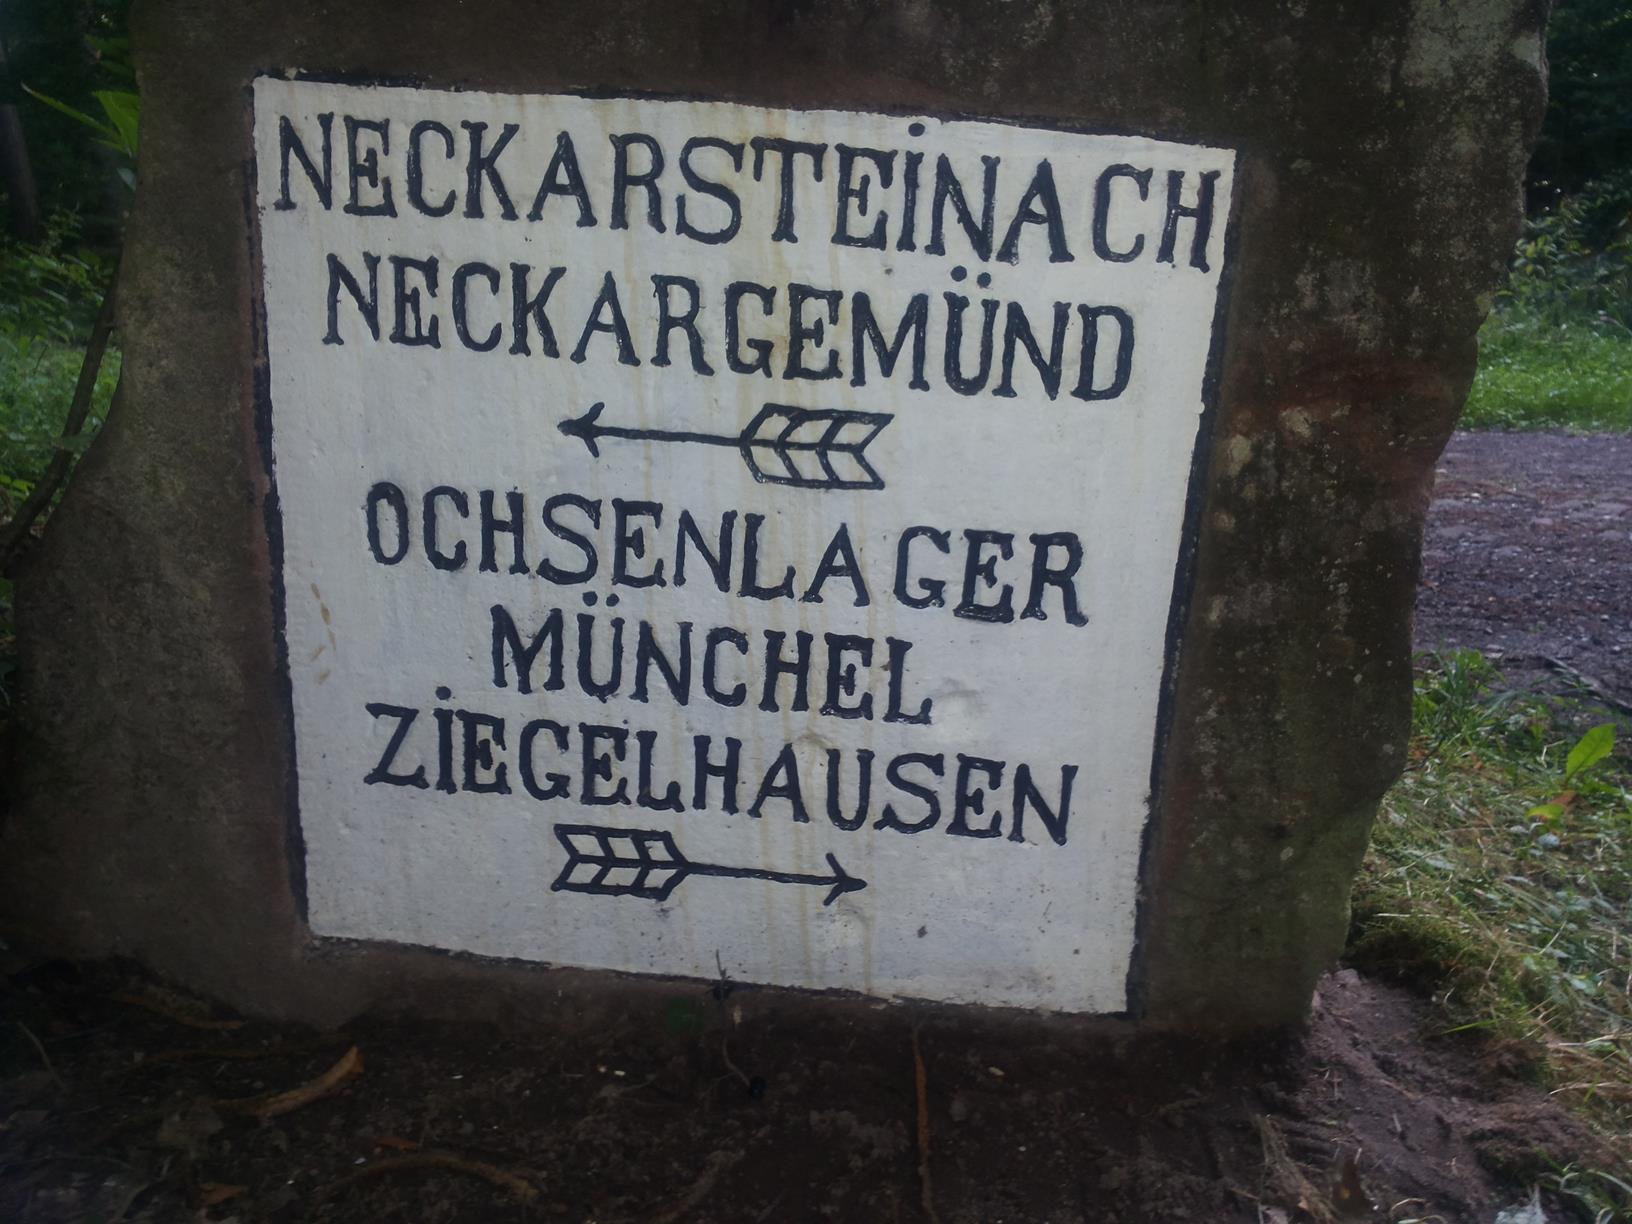 NECKARSTEINACH
NECKARGEMÜND
OCHSENLAGER
MÜNCHEL
ZIEGELHAUSEN